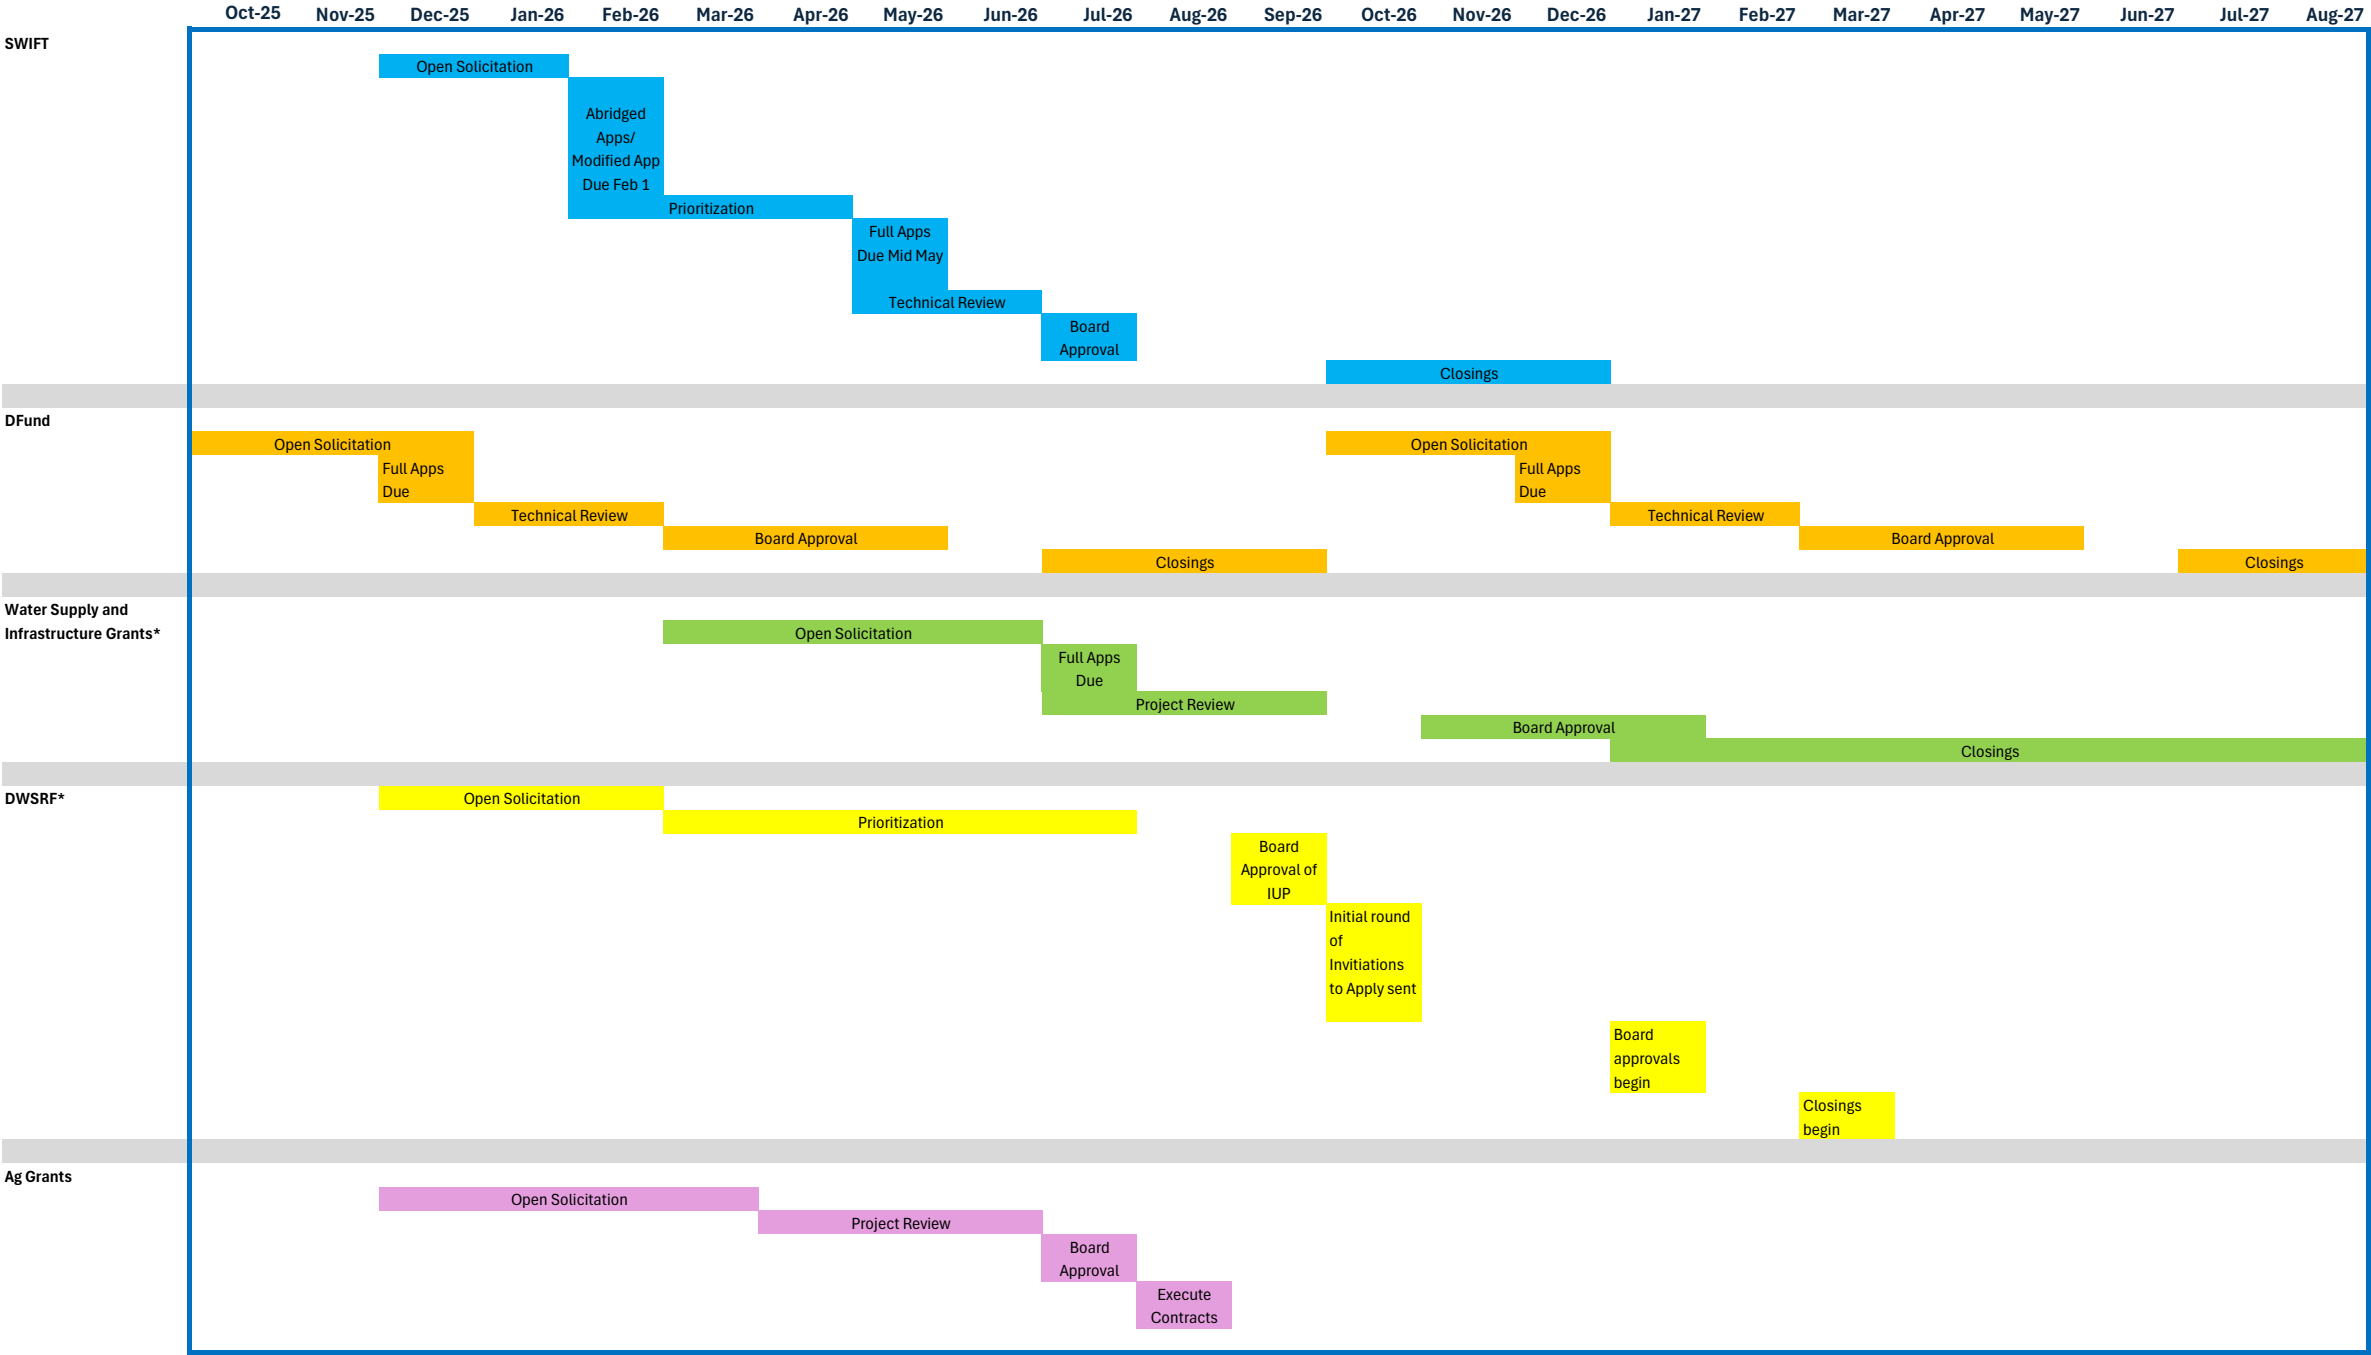 Oct-25 Nov-25 Dec-25 Jan-26 Feb-26 Mar-26 Apr-26 May-26 Jun-26 Jul-26 Aug-26 Sep-26 Oct-26 Nov-26 Dec-26 Jan-27 Feb-27 Mar-27 Apr-27 May-27 Jun-27 Jul-27 Aug-27
SWIFT
Open Solicitation
Abridged
Apps/
Modified App
Due Feb 1
Prioritization
Full Apps
Due Mid May
Technical Review
Board
Approval
Closings
DFund
Open Solicitation
Full Apps
Due
Technical Review
Board Approval
Closings
Open Solicitation
Full Apps
Due
Technical Review
Board Approval
Closings
Water Supply and
Infrastructure Grants*
Open Solicitation
Full Apps
Due
Project Review
Board Approval
Closings
DWSRF*
Open Solicitation
Prioritization
Board
Approval of
IUP
Initial round
of
Invitiations
to Apply sent
Board
approvals
begin
Closings
begin
Ag Grants
Open Solicitation
Project Review
Board
Approval
Execute
Contracts